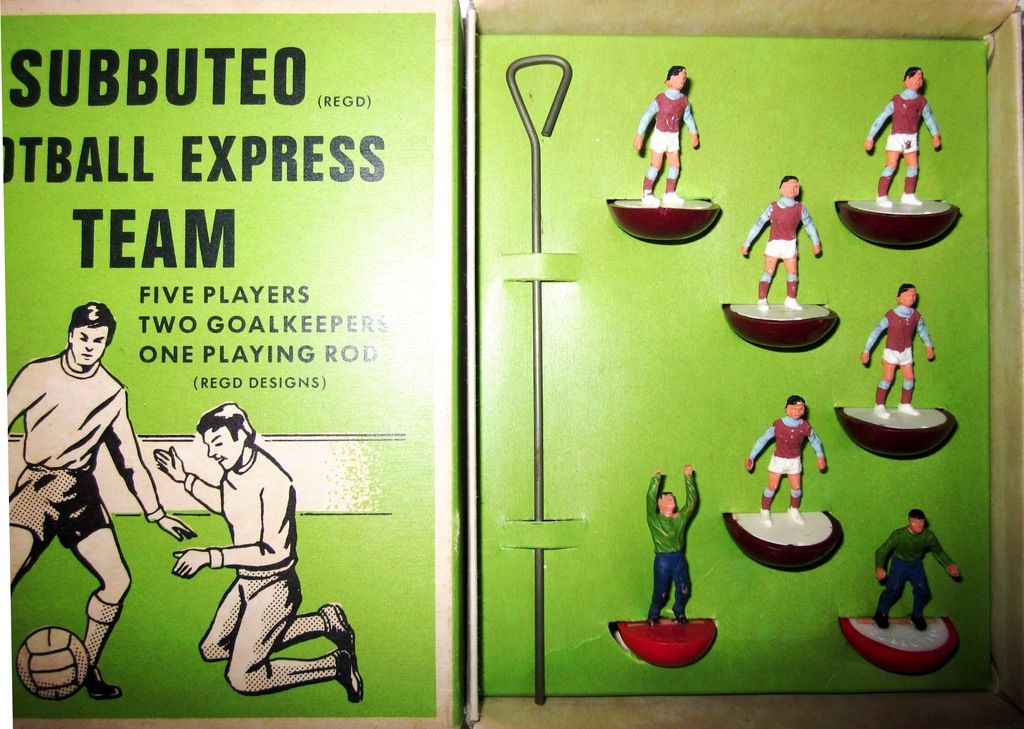 SUBBUTEO (REGD)
OTBALL EXPRESS
TEAM
FIVE PLAYERS
TWO GOALKEEPERS
ONE PLAYING ROD
(REGD DESIGNS)